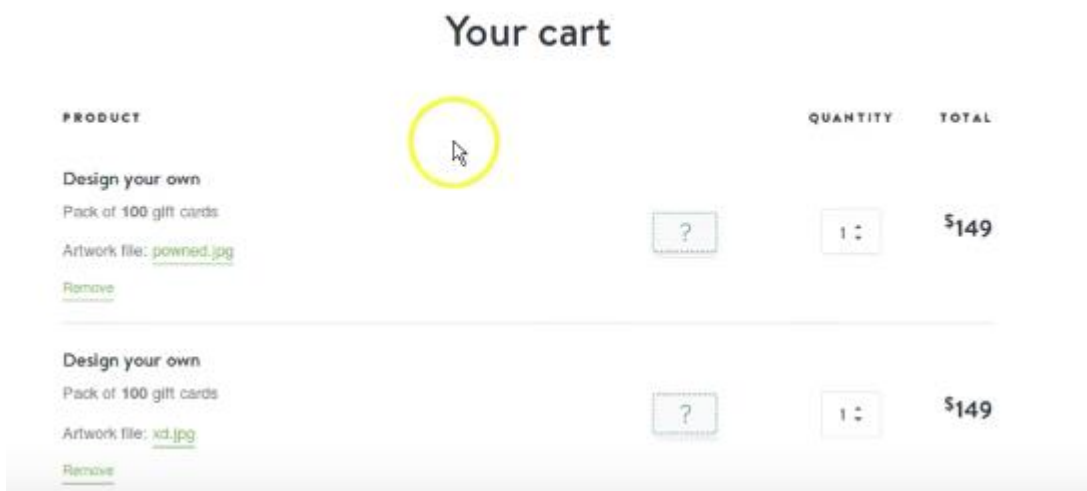 Your cart
PRODUCT QUANTITY TOTAL
Design your own
Pack of 100 gift cards
Artwork file: powned.jpg
? 1 $149
Remove
Design your own
Pack of 100 gift cards
Artwork file: xd.jpg
? 1 $149
Remove